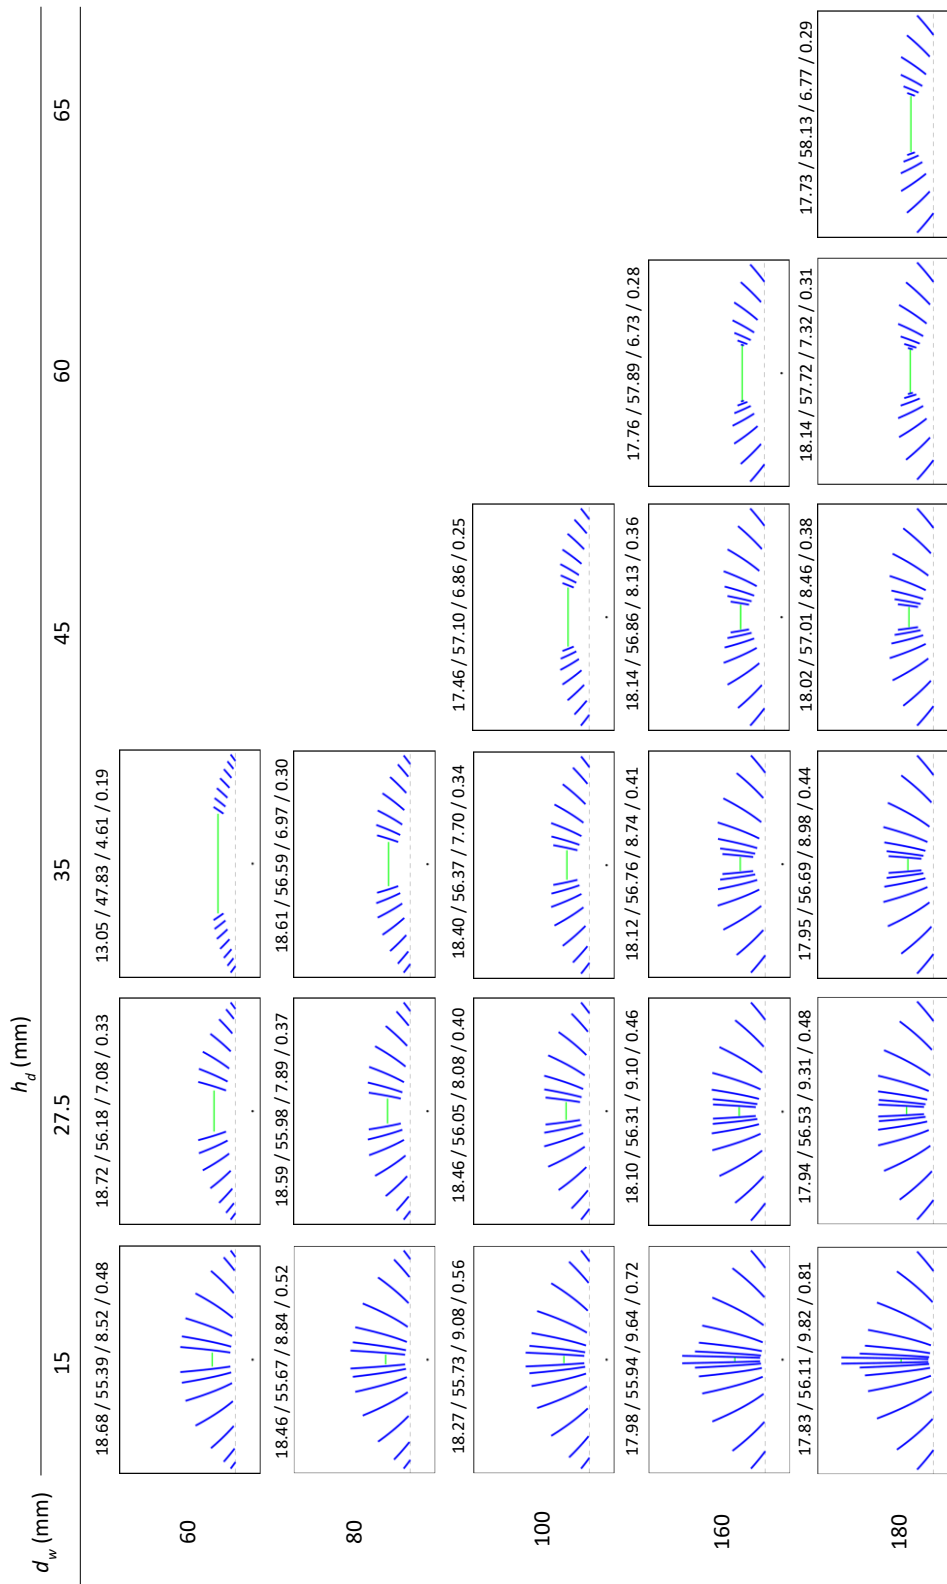 h_d (mm)
d_w (mm) 15 27.5 35 45 60 65
18.68 / 55.39 / 8.52 / 0.48 18.72 / 56.18 / 7.08 / 0.33 13.05 / 47.83 / 4.61 / 0.19
60
18.46 / 55.67 / 8.84 / 0.52 18.59 / 55.98 / 7.89 / 0.37 18.61 / 56.59 / 6.97 / 0.30
80
18.27 / 55.73 / 9.08 / 0.56 18.46 / 56.05 / 8.08 / 0.40 18.40 / 56.37 / 7.70 / 0.34 17.46 / 57.10 / 6.86 / 0.25
100
17.98 / 55.94 / 9.64 / 0.72 18.10 / 56.31 / 9.10 / 0.46 18.12 / 56.76 / 8.74 / 0.41 18.14 / 56.86 / 8.13 / 0.36 17.76 / 57.89 / 6.73 / 0.28
160
17.83 / 56.11 / 9.82 / 0.81 17.94 / 56.53 / 9.31 / 0.48 17.95 / 56.69 / 8.98 / 0.44 18.02 / 57.01 / 8.46 / 0.38 18.14 / 57.72 / 7.32 / 0.31 17.73 / 58.13 / 6.77 / 0.29
180